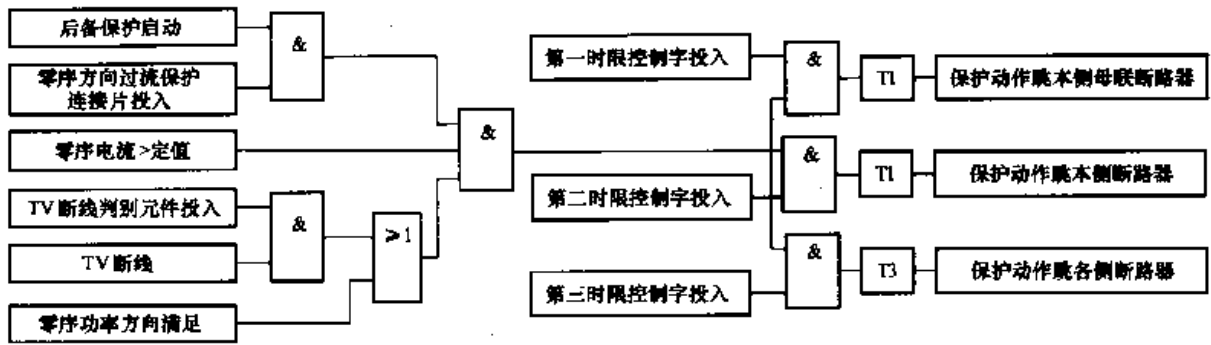 后备保护启动
&
零序方向过流保护
连接片投入
零序电流>定值
&
TV断线判别元件投入
&
TV断线
≥1
零序功率方向满足
第一时限控制字投入
&
T1
保护动作跳本侧母联断路器
&
T1
保护动作跳本侧断路器
第二时限控制字投入
&
T3
保护动作跳各侧断路器
第三时限控制字投入